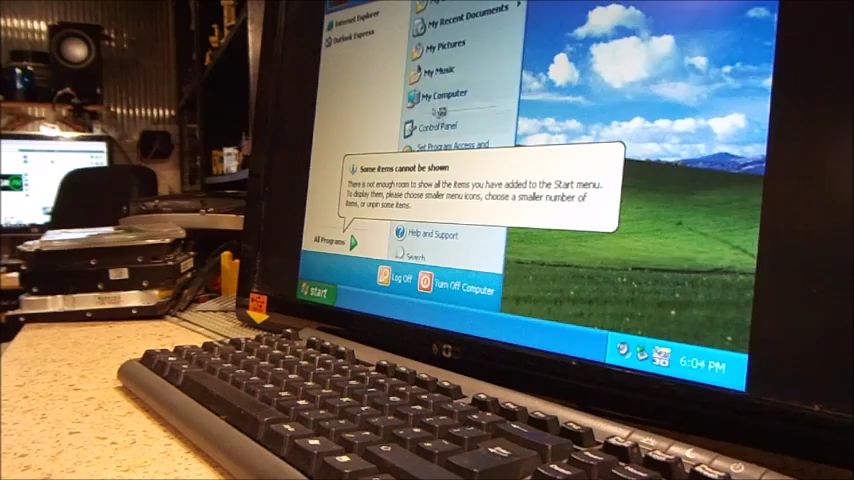 Internet Explorer
Outlook Express
My Recent Documents
My Pictures
My Music
My Computer
Control Panel
Set Program Access and
Some items cannot be shown
There is not enough room to show all the items you have added to the Start menu.
To display them, please choose smaller menu icons, choose a smaller number of
items, or unpin some items.
All Programs
Help and Support
Search
Log Off
Turn Off Computer
start
3D
6:04 PM